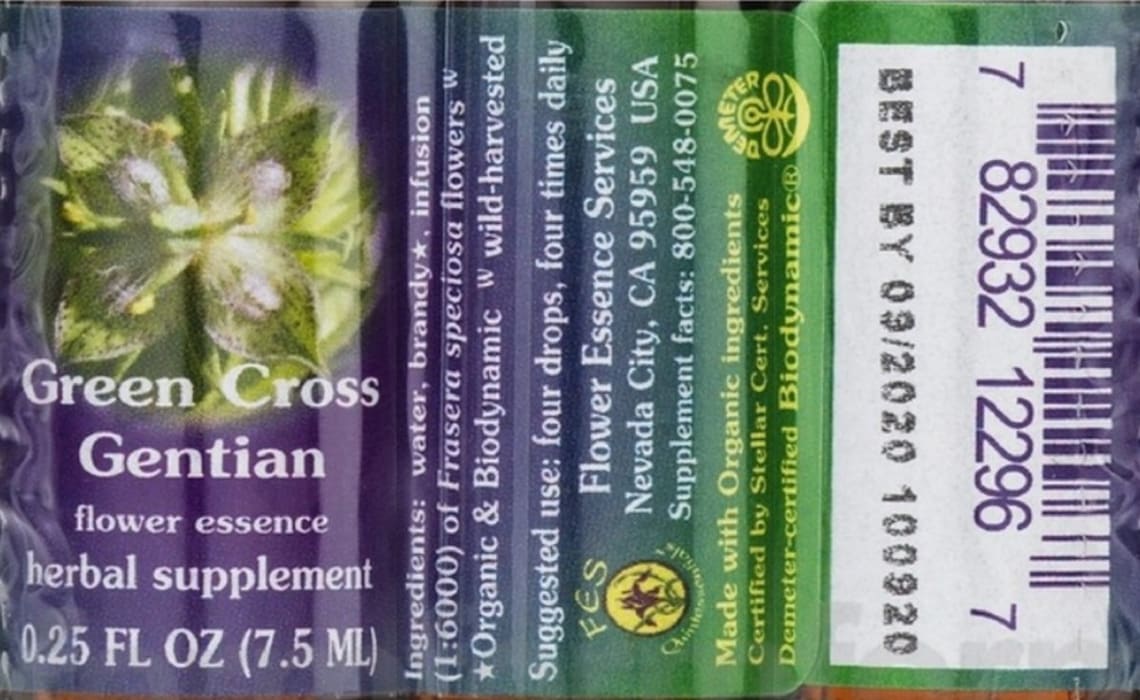 Green Cross
Gentian
flower essence
herbal supplement
0.25 FL OZ (7.5 ML)
Ingredients: water, brandy★, infusion
(1:6000) of Frasera speciosa flowers w
★Organic & Biodynamic w wild-harvested
Suggested use: four drops, four times daily
FES
Quintessentials™
Flower Essence Services
Nevada City, CA 95959 USA
Supplement facts: 800-548-0075
Made with Organic ingredients
Certified by Stellar Cert. Services
Demeter-certified Biodynamic®
DEMETER
BEST BY 09/2020 100920
7 82932 12296 7